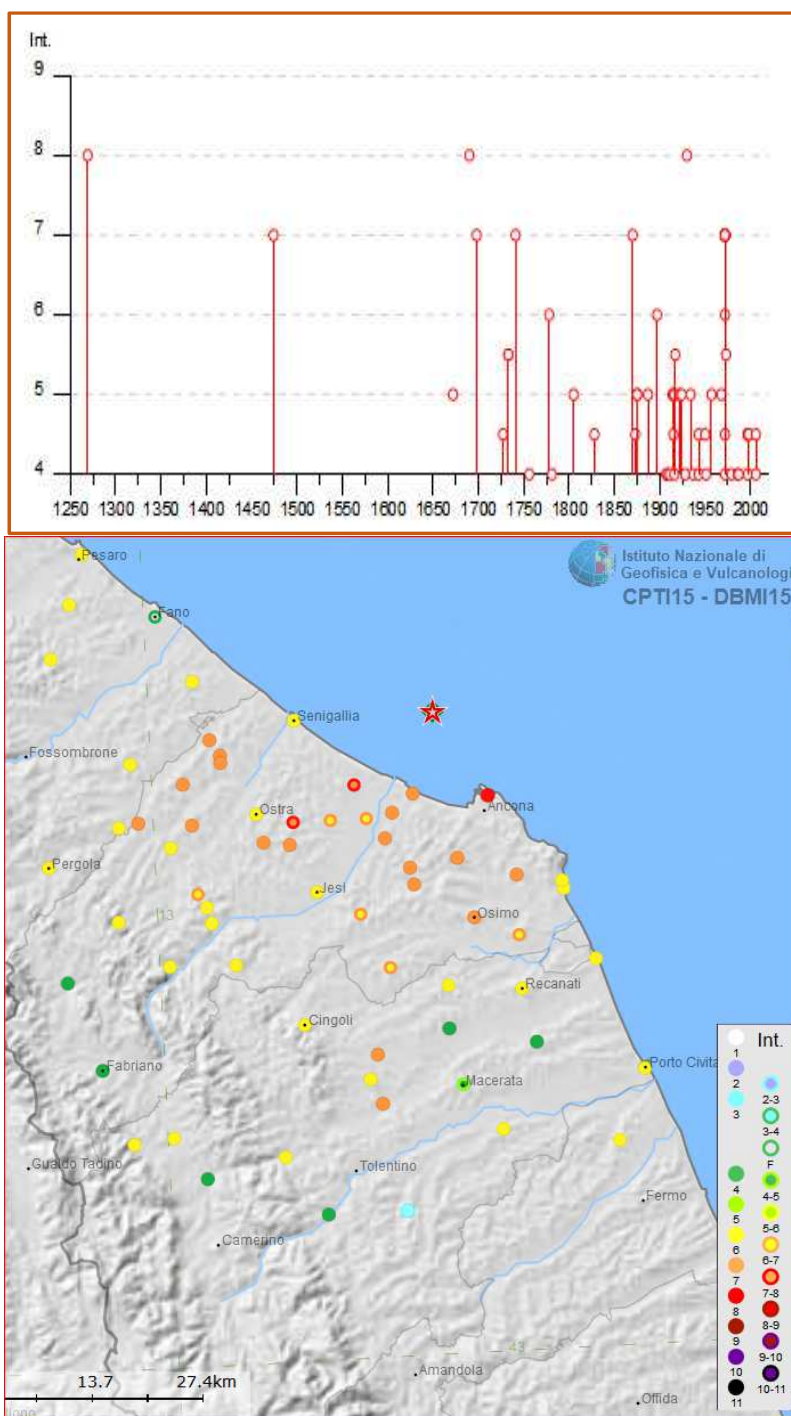 Int.
9
8
7
6
5
4
1250 1300 1350 1400 1450 1500 1550 1600 1650 1700 1750 1800 1850 1900 1950 2000
Istituto Nazionale di
Geofisica e Vulcanologi
CPTI15 - DBMI15
Pesaro
Fano
Senigallia
Fossombrone
Ostra
Ancona
Pergola
Jesi
13
Osimo
Recanati
Cingoli
Fabriano
Macerata
Porto Civita
Gualdo Tadino
Tolentino
Fermo
Camerino
43
Amandola
Offida
13.7 27.4km
Int.
1
2
2-3
3
3-4
F
4
4-5
5
5-6
6
6-7
7
7-8
8
8-9
9
9-10
10
10-11
11